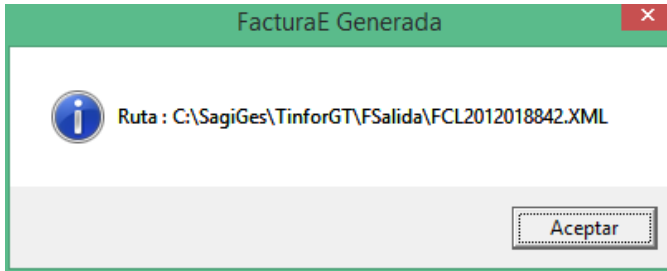 FacturaE Generada
Ruta : C:\SagiGes\TinforGT\FSalida\FCL2012018842.XML
Aceptar